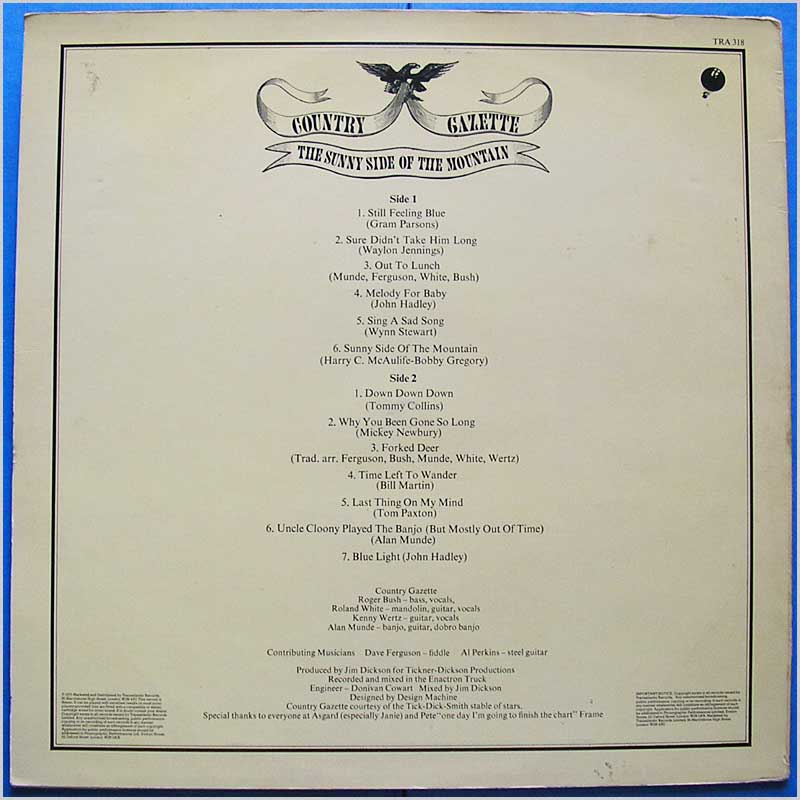 TRA 318
COUNTRY GAZETTE
THE SUNNY SIDE OF THE MOUNTAIN
Side 1
1. Still Feeling Blue
(Gram Parsons)
2. Sure Didn't Take Him Long
(Waylon Jennings)
3. Out To Lunch
(Munde, Ferguson, White, Bush)
4. Melody For Baby
(John Hadley)
5. Sing A Sad Song
(Wynn Stewart)
6. Sunny Side Of The Mountain
(Harry C. McAulife-Bobby Gregory)
Side 2
1. Down Down Down
(Tommy Collins)
2. Why You Been Gone So Long
(Mickey Newbury)
3. Forked Deer
(Trad. arr. Ferguson, Bush, Munde, White, Wertz)
4. Time Left To Wander
(Bill Martin)
5. Last Thing On My Mind
(Tom Paxton)
6. Uncle Cloony Played The Banjo (But Mostly Out Of Time)
(Alan Munde)
7. Blue Light (John Hadley)
Country Gazette
Roger Bush – bass, vocals,
Roland White – mandolin, guitar, vocals
Kenny Wertz – guitar, vocals
Alan Munde – banjo, guitar, dobro banjo
Contributing Musicians Dave Ferguson – fiddle Al Perkins – steel guitar
Produced by Jim Dickson for Tickner-Dickson Productions
Recorded and mixed in the Enactron Truck
Engineer – Donivan Cowart Mixed by Jim Dickson
Designed by Design Machine
Country Gazette courtesy of the Tick-Dick-Smith stable of stars.
Special thanks to everyone at Asgard (especially Janie) and Pete "one day I'm going to finish the chart" Frame